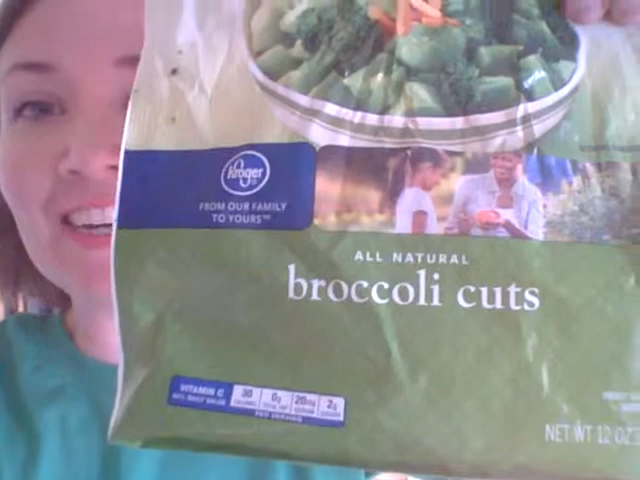 Kroger
FROM OUR FAMILY
TO YOURS™
ALL NATURAL
broccoli cuts
VITAMIN C
30 0g 20mg 2g
PER SERVING
NET WT 12 OZ